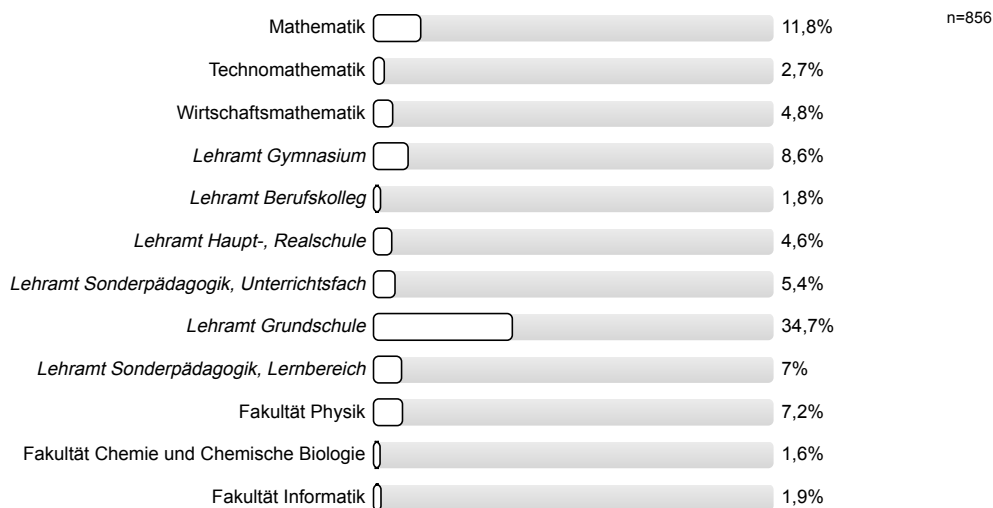 n=856
Mathematik 11,8%
Technomathematik 2,7%
Wirtschaftsmathematik 4,8%
Lehramt Gymnasium 8,6%
Lehramt Berufskolleg 1,8%
Lehramt Haupt-, Realschule 4,6%
Lehramt Sonderpädagogik, Unterrichtsfach 5,4%
Lehramt Grundschule 34,7%
Lehramt Sonderpädagogik, Lernbereich 7%
Fakultät Physik 7,2%
Fakultät Chemie und Chemische Biologie 1,6%
Fakultät Informatik 1,9%